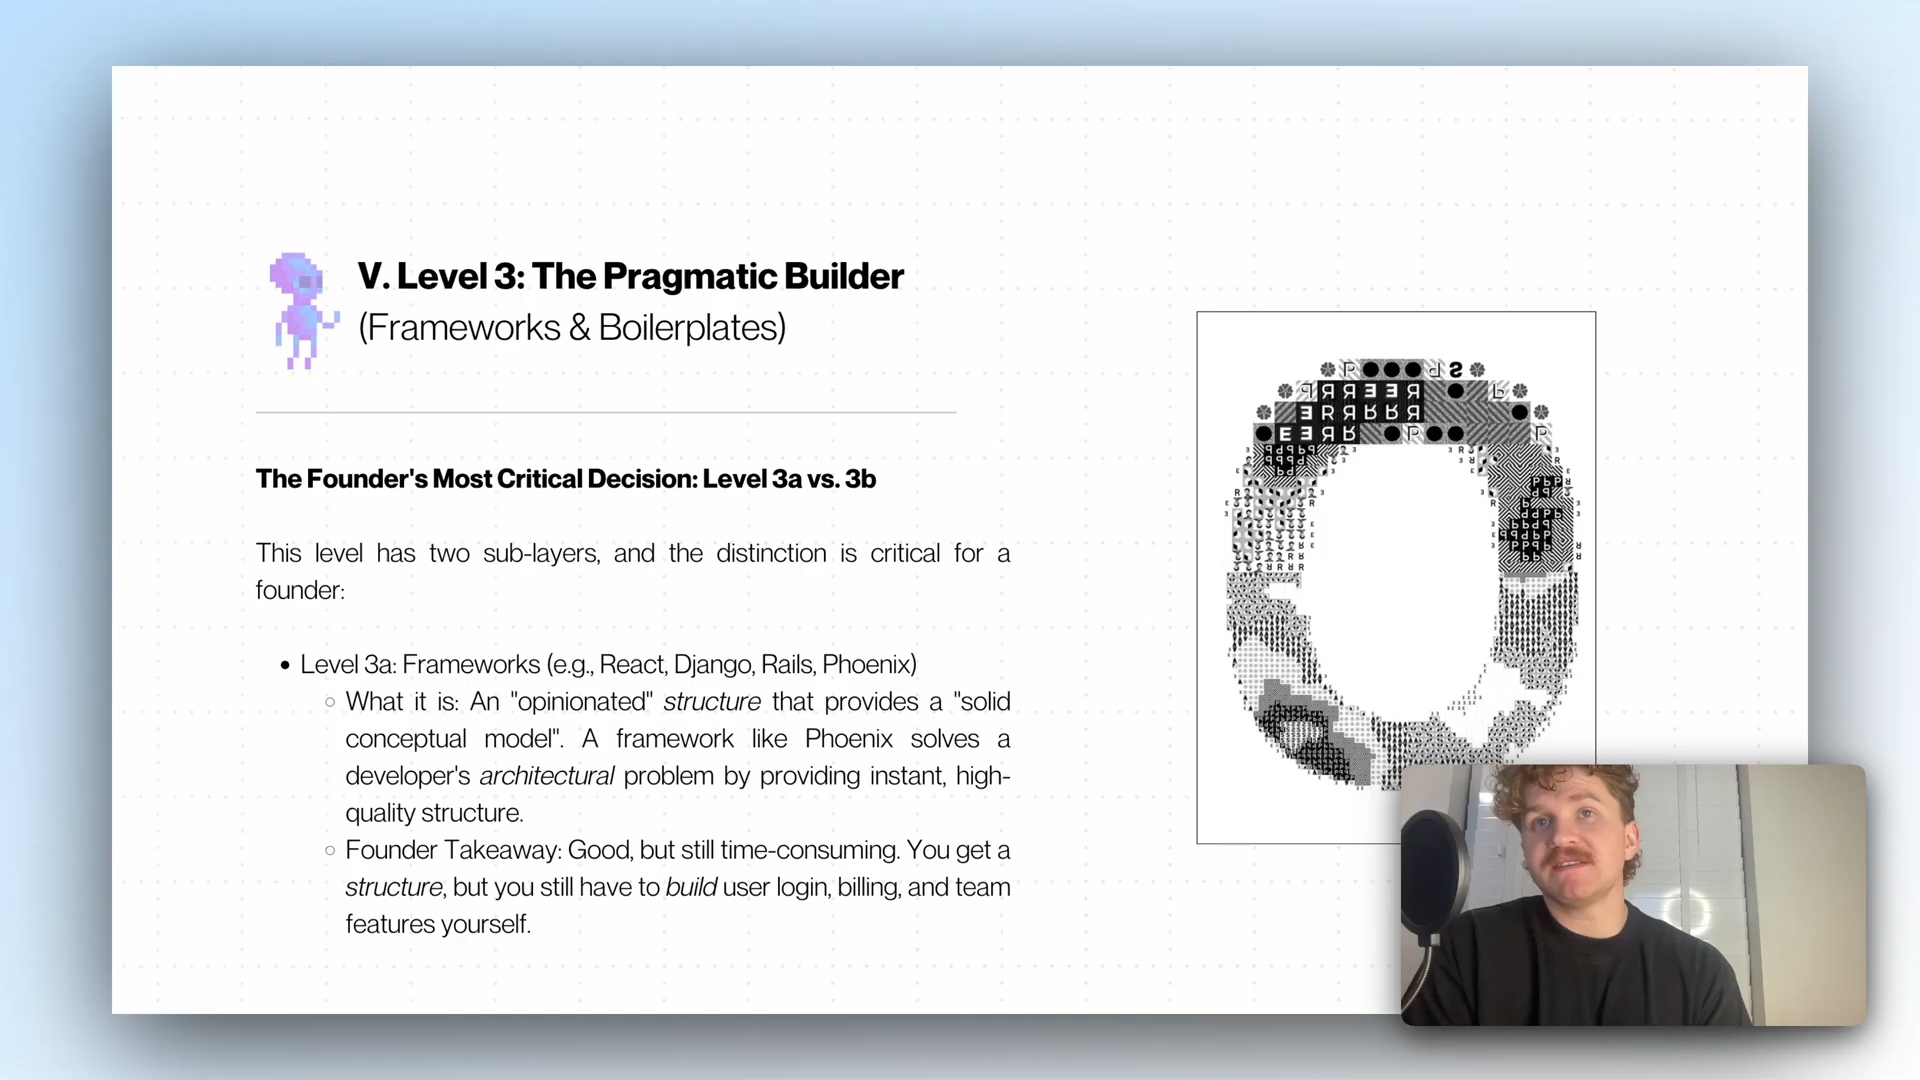 V. Level 3: The Pragmatic Builder
(Frameworks & Boilerplates)
The Founder's Most Critical Decision: Level 3a vs. 3b
This level has two sub-layers, and the distinction is critical for a
founder:
• Level 3a: Frameworks (e.g., React, Django, Rails, Phoenix)
○ What it is: An "opinionated" structure that provides a "solid
conceptual model". A framework like Phoenix solves a
developer's architectural problem by providing instant, high-
quality structure.
○ Founder Takeaway: Good, but still time-consuming. You get a
structure, but you still have to build user login, billing, and team
features yourself.